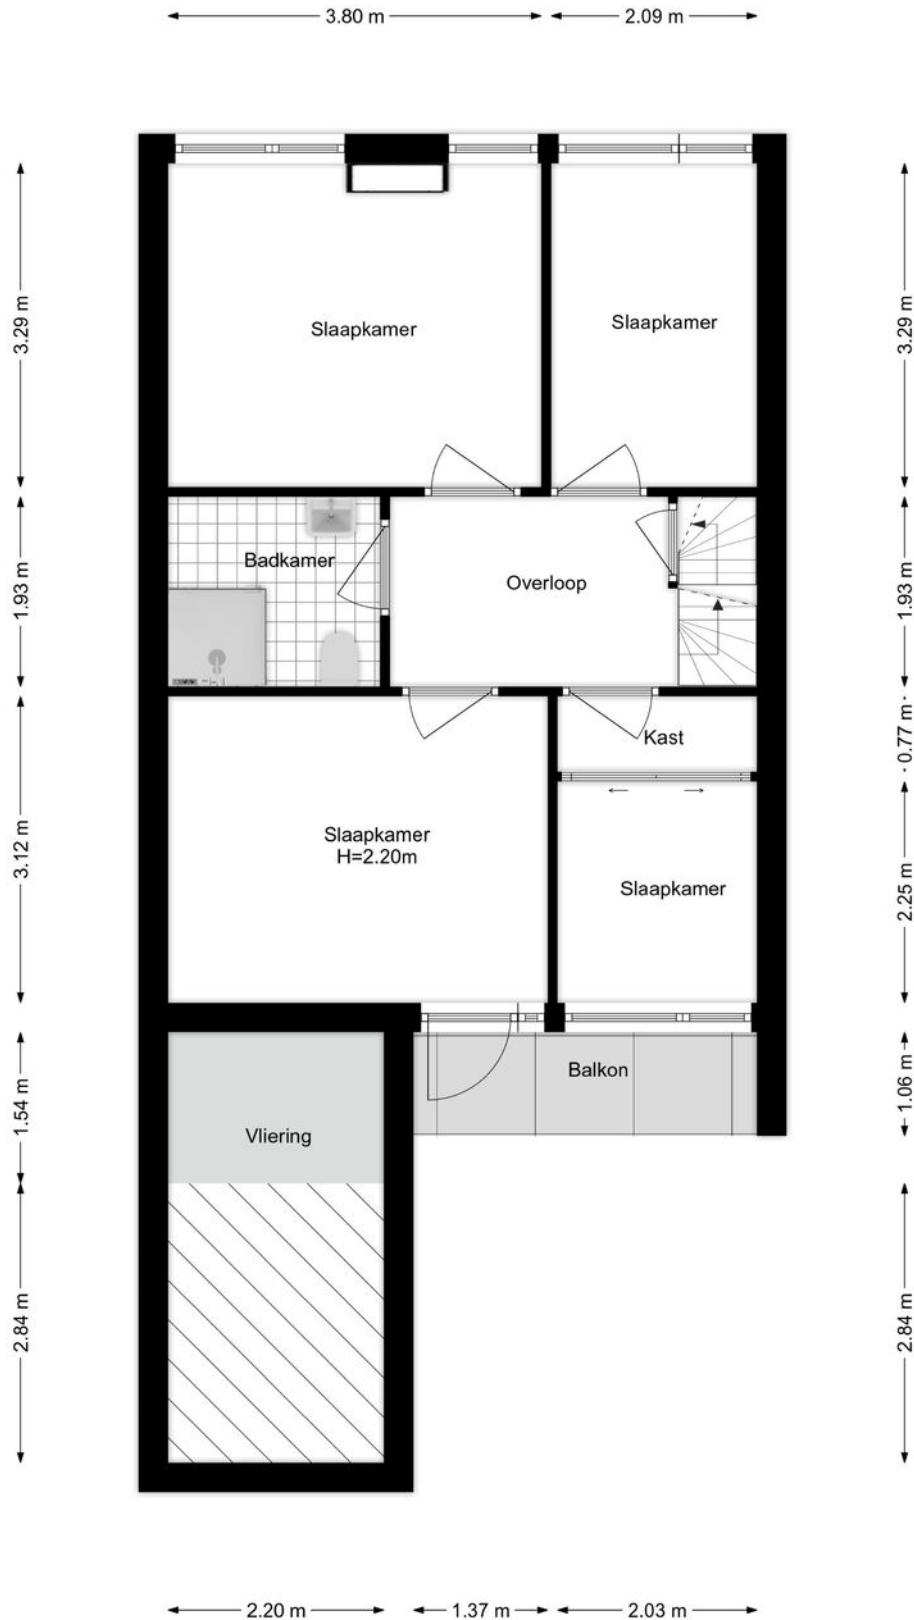 3.80 m
2.09 m
3.29 m
3.29 m
Slaapkamer
Slaapkamer
1.93 m
1.93 m
Badkamer
Overloop
0.77 m
Kast
3.12 m
Slaapkamer
H=2.20m
Slaapkamer
2.25 m
1.54 m
Balkon
1.06 m
Vliering
2.84 m
2.84 m
2.20 m
1.37 m
2.03 m